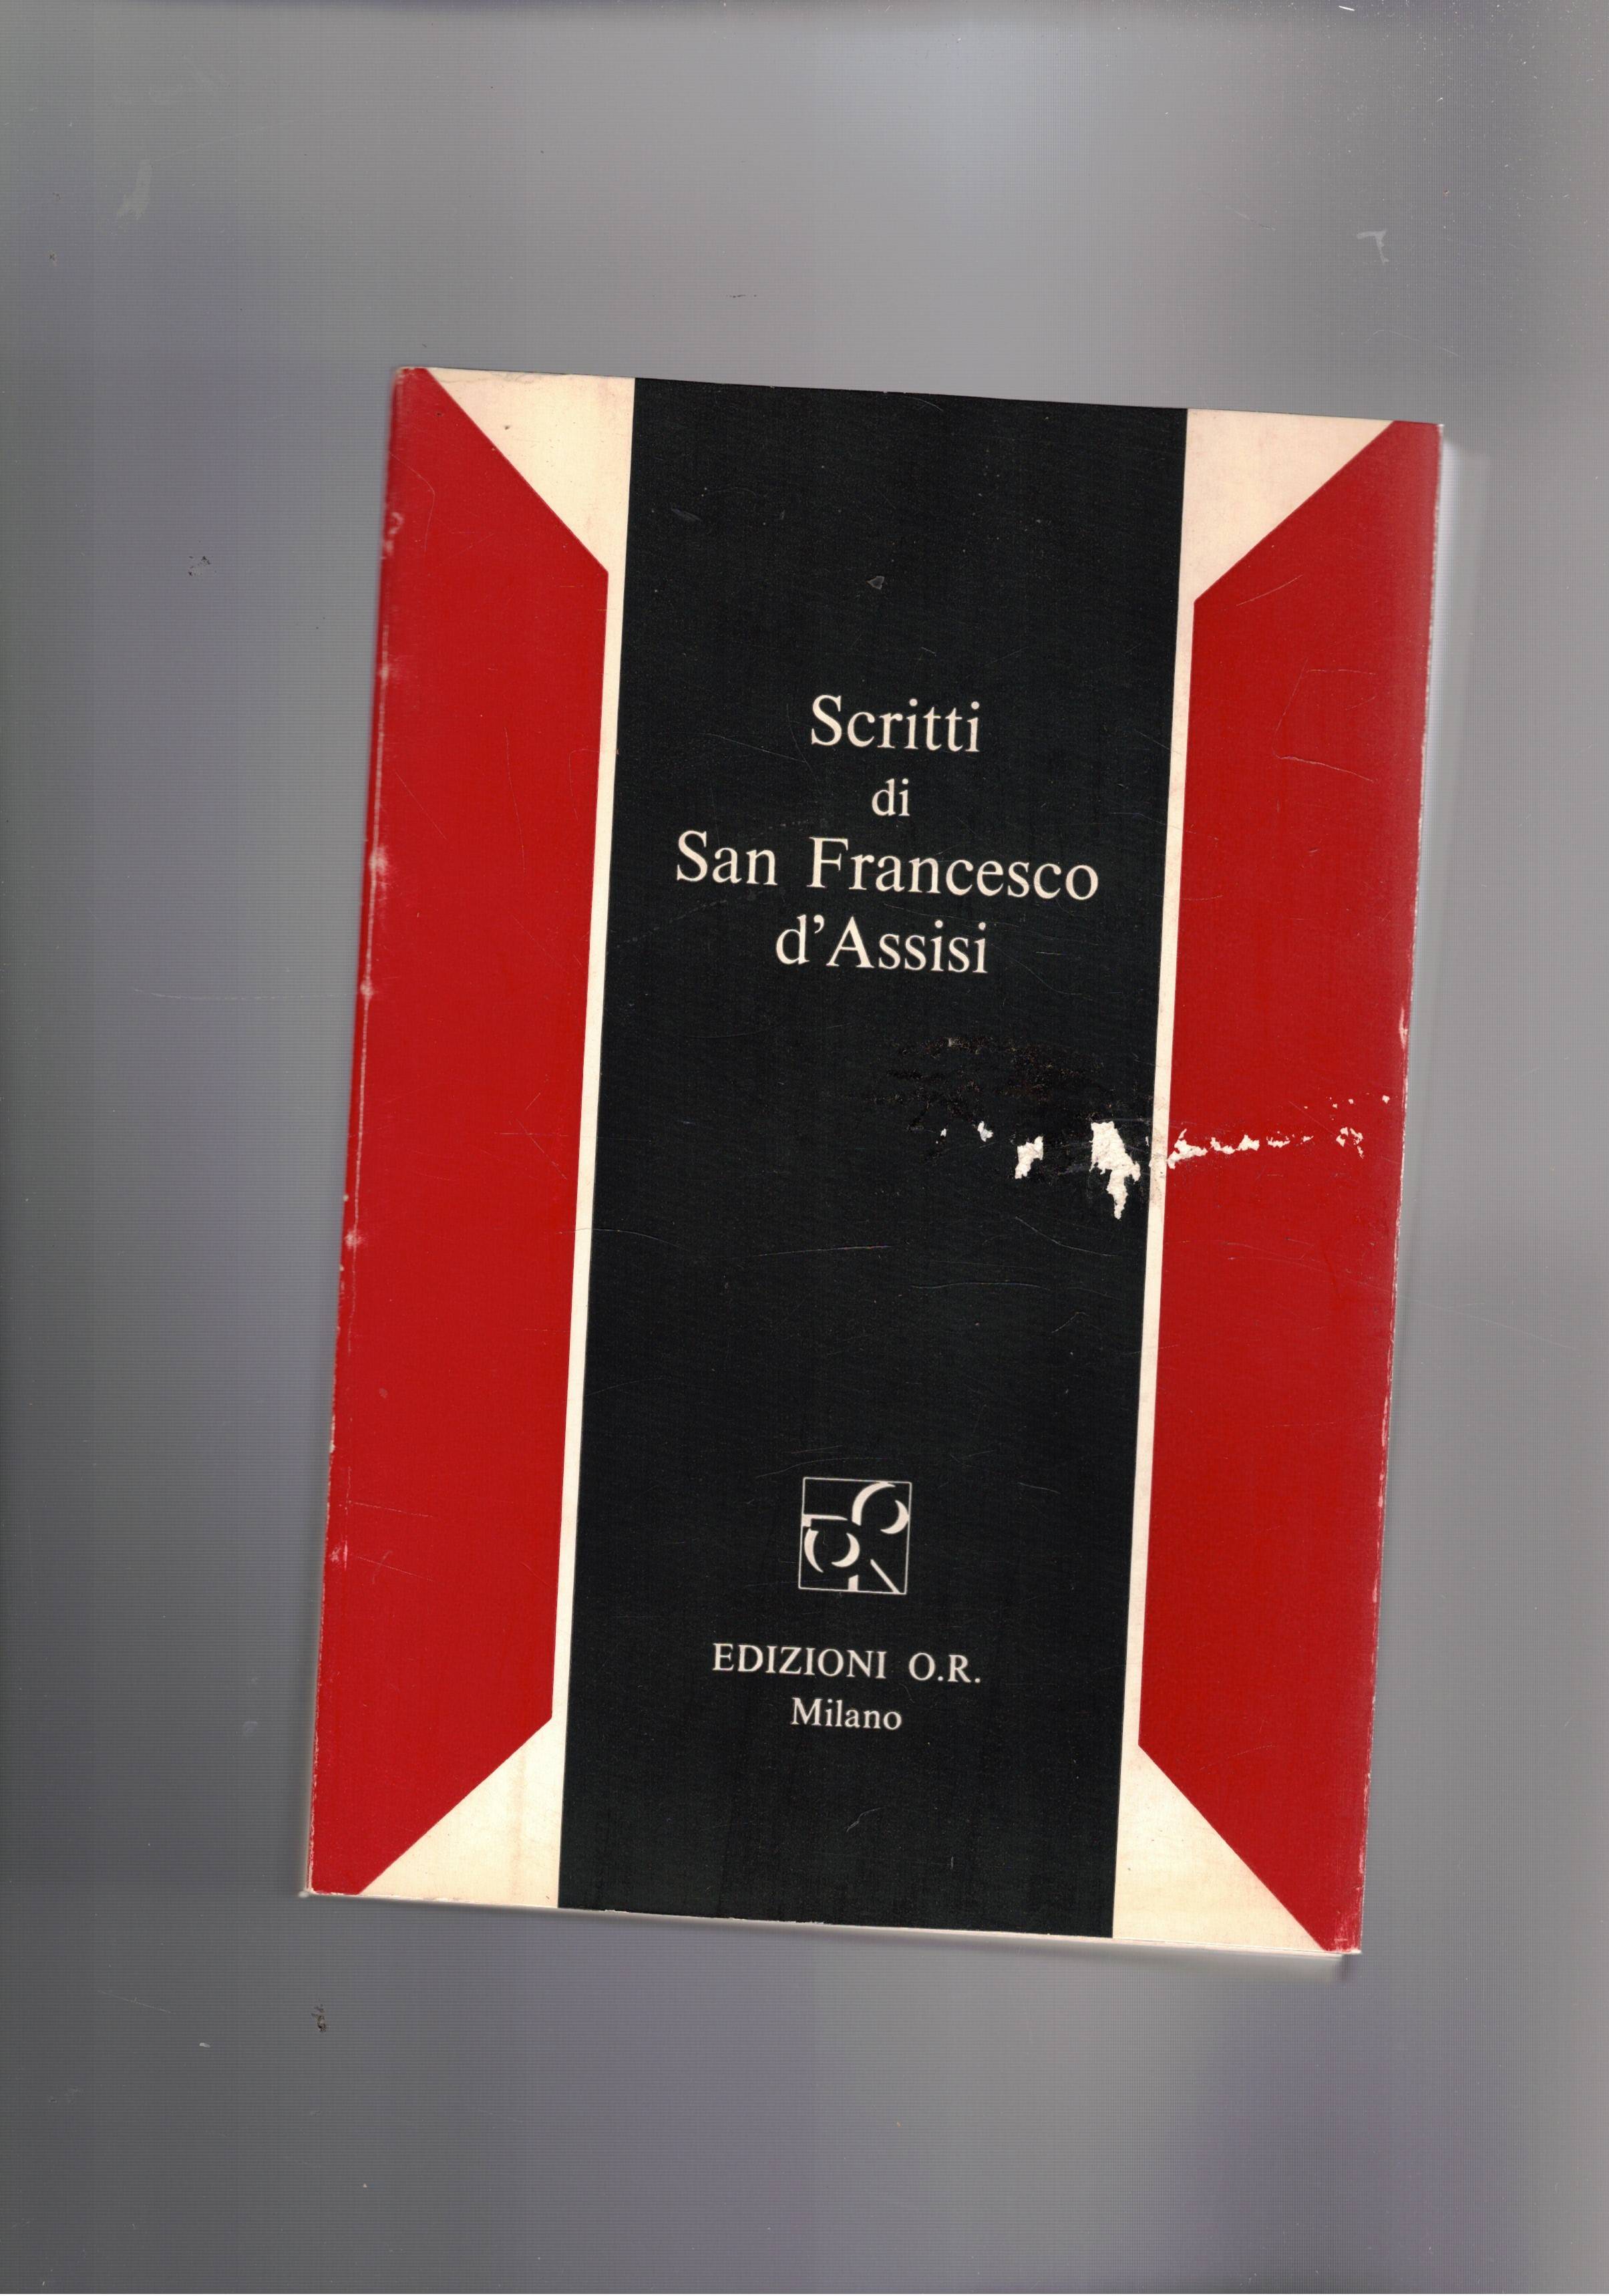 Scritti
di
San Francesco
d'Assisi
EDIZIONI O.R.
Milano